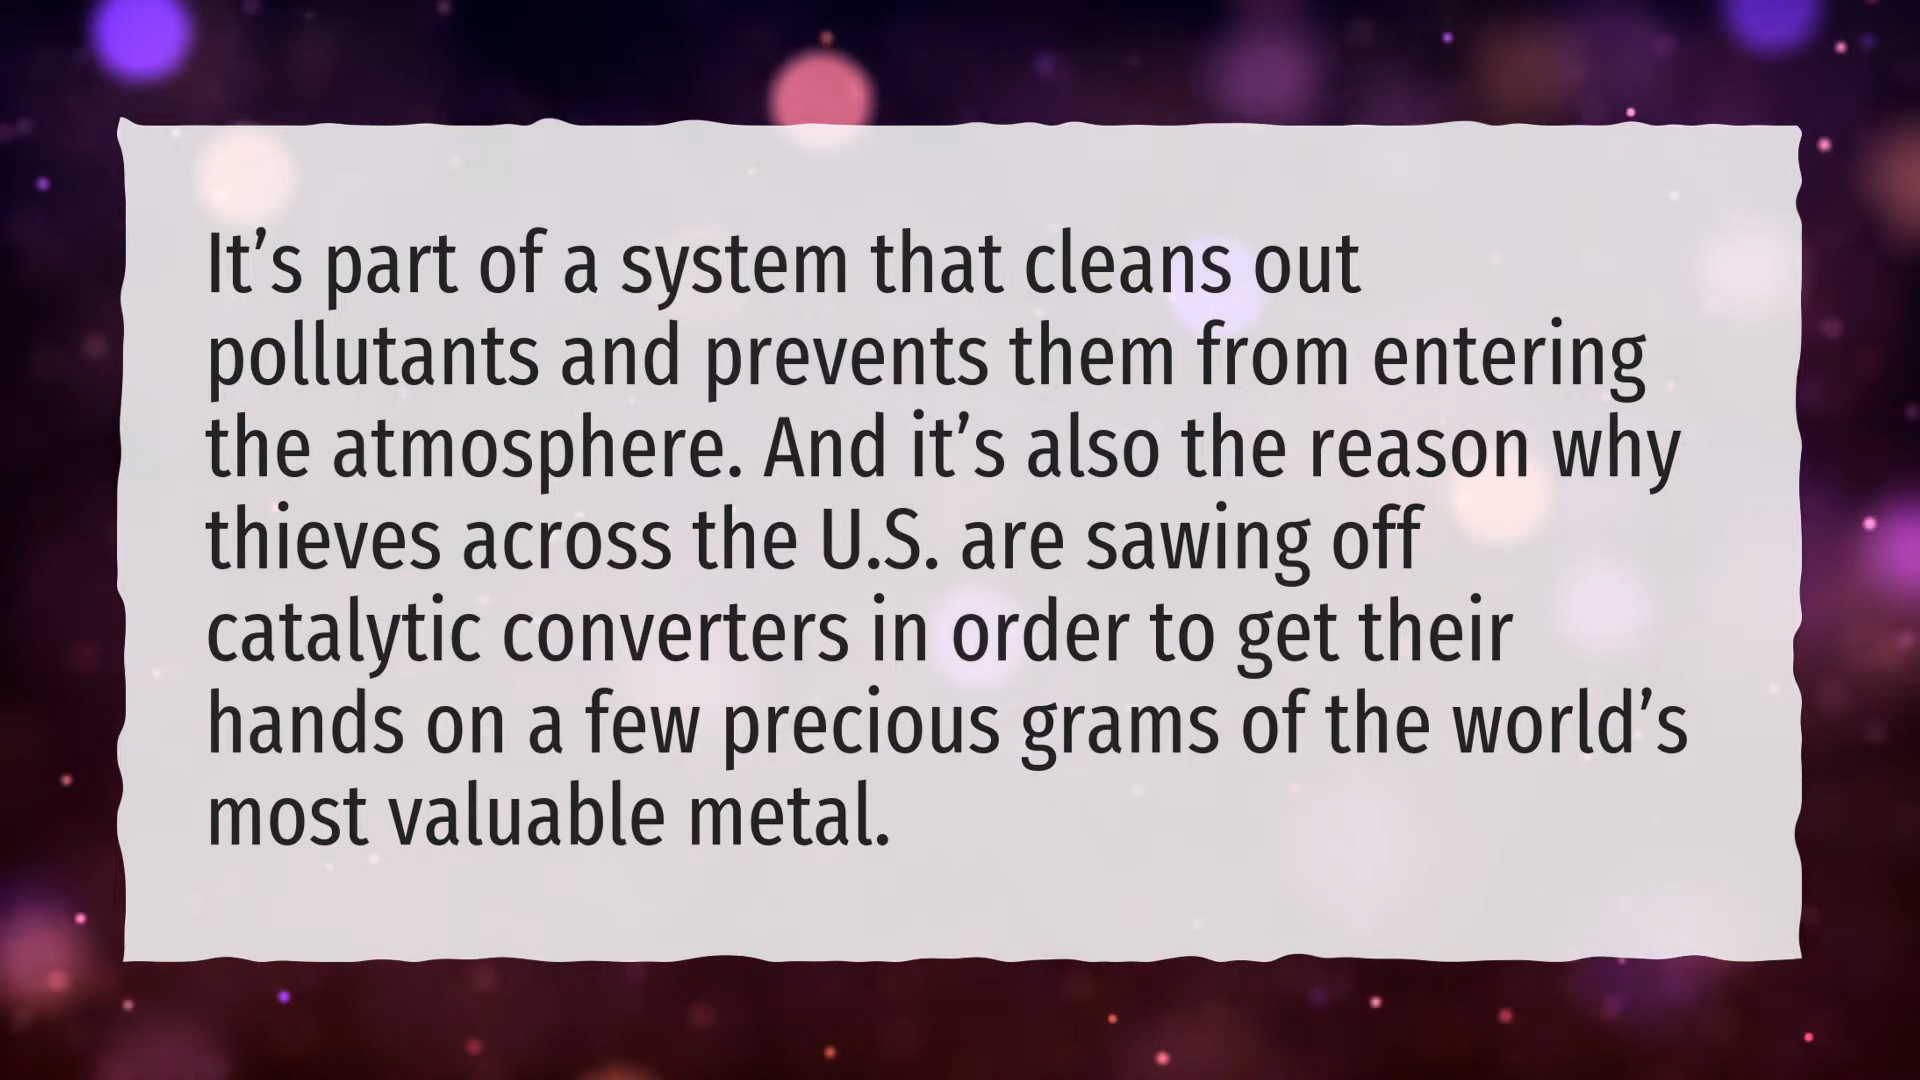 It’s part of a system that cleans out
pollutants and prevents them from entering
the atmosphere. And it’s also the reason why
thieves across the U.S. are sawing off
catalytic converters in order to get their
hands on a few precious grams of the world’s
most valuable metal.